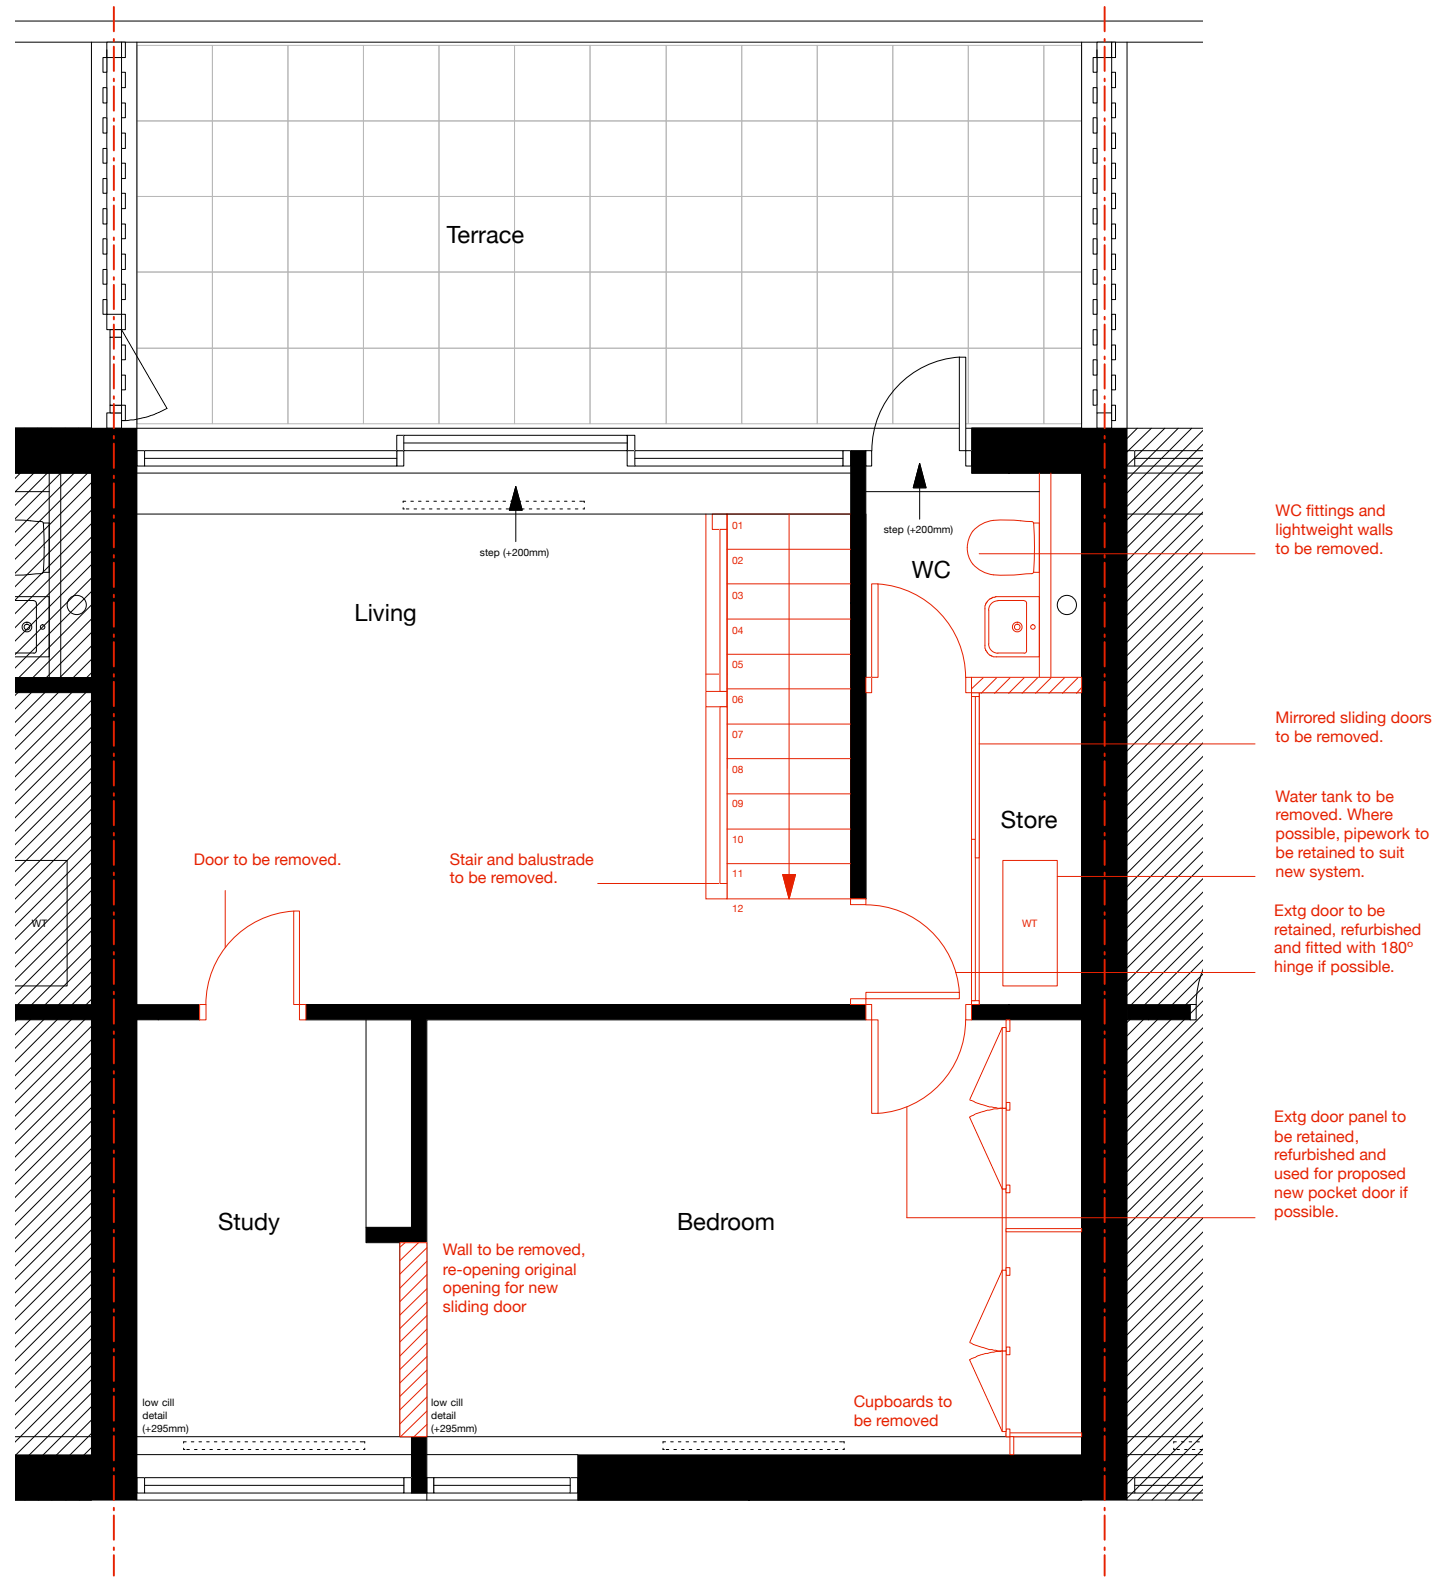 Terrace
step (+200mm)
step (+200mm)
WC
Living
01
02
03
04
05
06
07
08
09
10
11
12
WC fittings and
lightweight walls
to be removed.
Mirrored sliding doors
to be removed.
Water tank to be
removed. Where
possible, pipework to
be retained to suit
new system.
Store
Door to be removed.
Stair and balustrade
to be removed.
WT
WT
Extg door to be
retained, refurbished
and fitted with 180º
hinge if possible.
Extg door panel to
be retained,
refurbished and
used for proposed
new pocket door if
possible.
Study
Bedroom
Wall to be removed,
re-opening original
opening for new
sliding door
low cill
detail
(+295mm)
low cill
detail
(+295mm)
Cupboards to
be removed